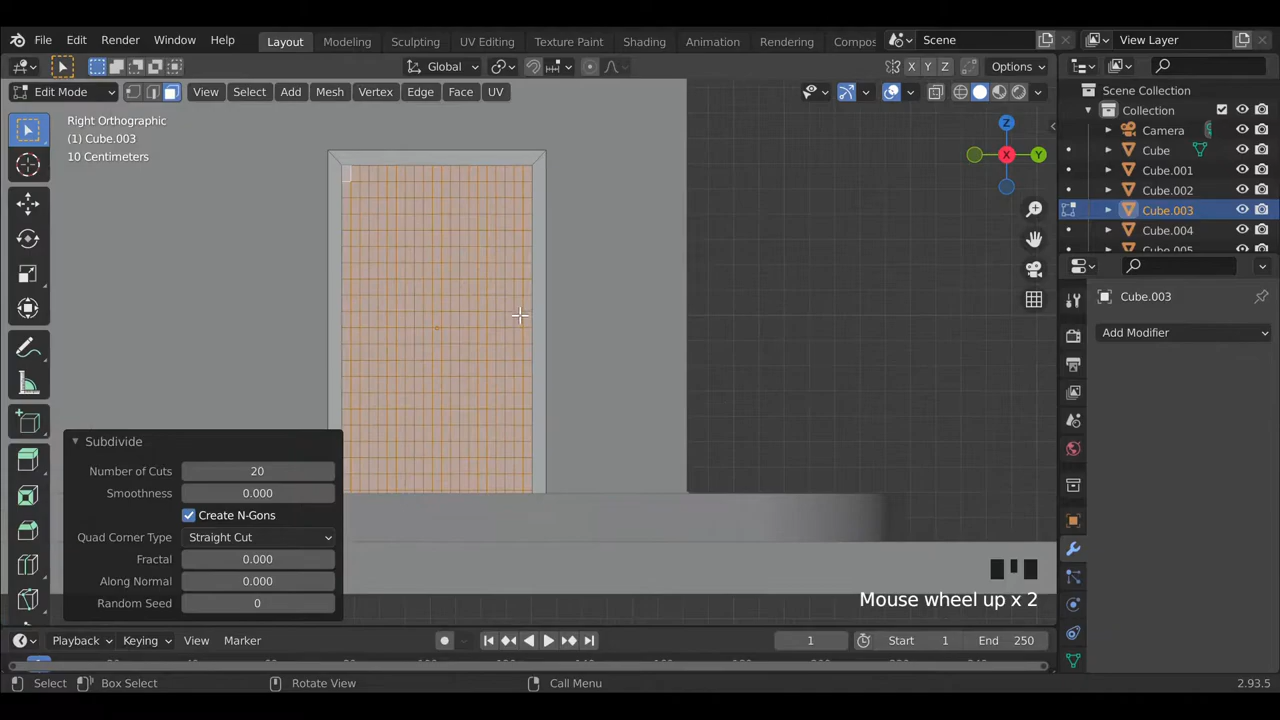 File Edit Render Window Help Layout Modeling Sculpting UV Editing Texture Paint Shading Animation Rendering Compos Scene View Layer
Global X Y Z Options
Edit Mode View Select Add Mesh Vertex Edge Face UV
Scene Collection
Collection
Camera
Cube
Cube.001
Cube.002
Cube.003
Cube.004
Cube.005
Right Orthographic
(1) Cube.003
10 Centimeters
Z
X
Y
Cube.003
Add Modifier
Subdivide
Number of Cuts 20
Smoothness 0.000
Create N-Gons
Quad Corner Type Straight Cut
Fractal 0.000
Along Normal 0.000
Random Seed 0
Mouse wheel up x 2
Playback Keying View Marker 1 Start 1 End 250
Select Box Select Rotate View Call Menu 2.93.5